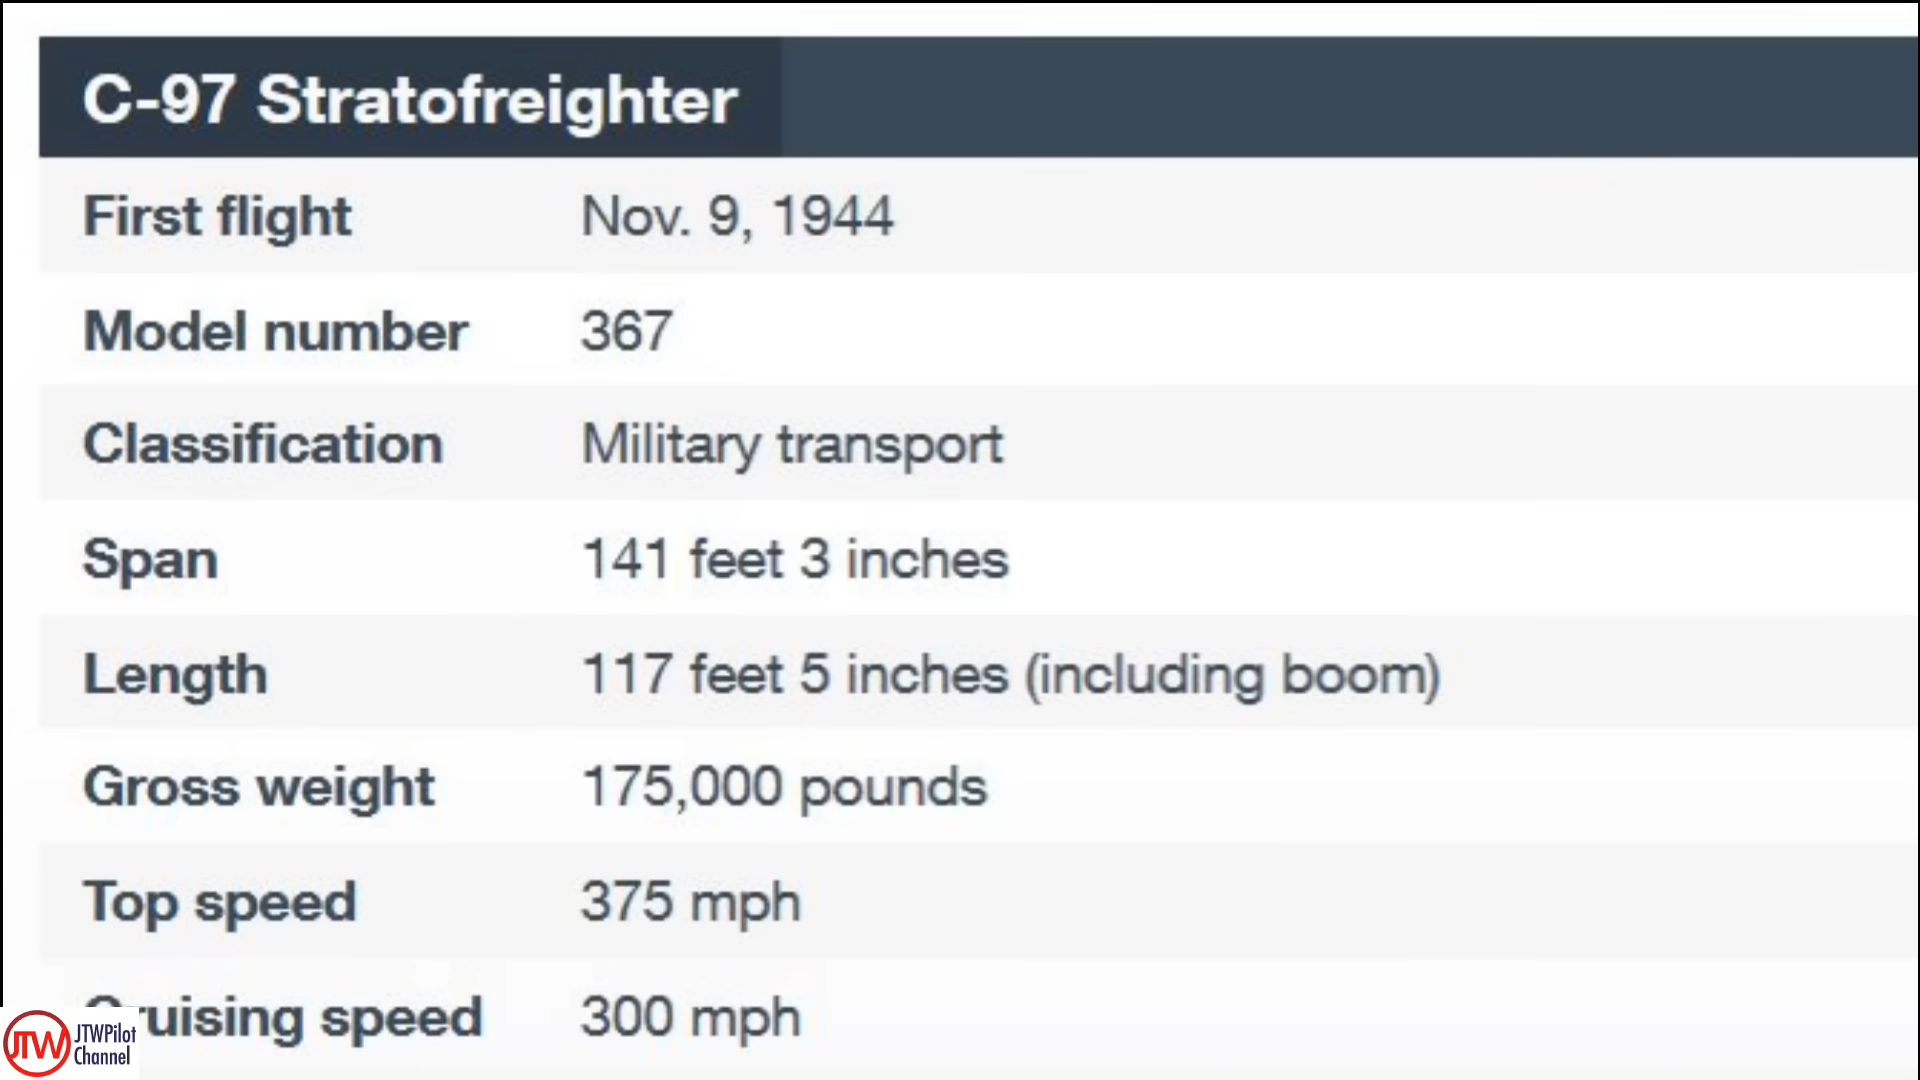 C-97 Stratofreighter
First flight Nov. 9, 1944
Model number 367
Classification Military transport
Span 141 feet 3 inches
Length 117 feet 5 inches (including boom)
Gross weight 175,000 pounds
Top speed 375 mph
Cruising speed 300 mph
JTW JTWPilot
Channel